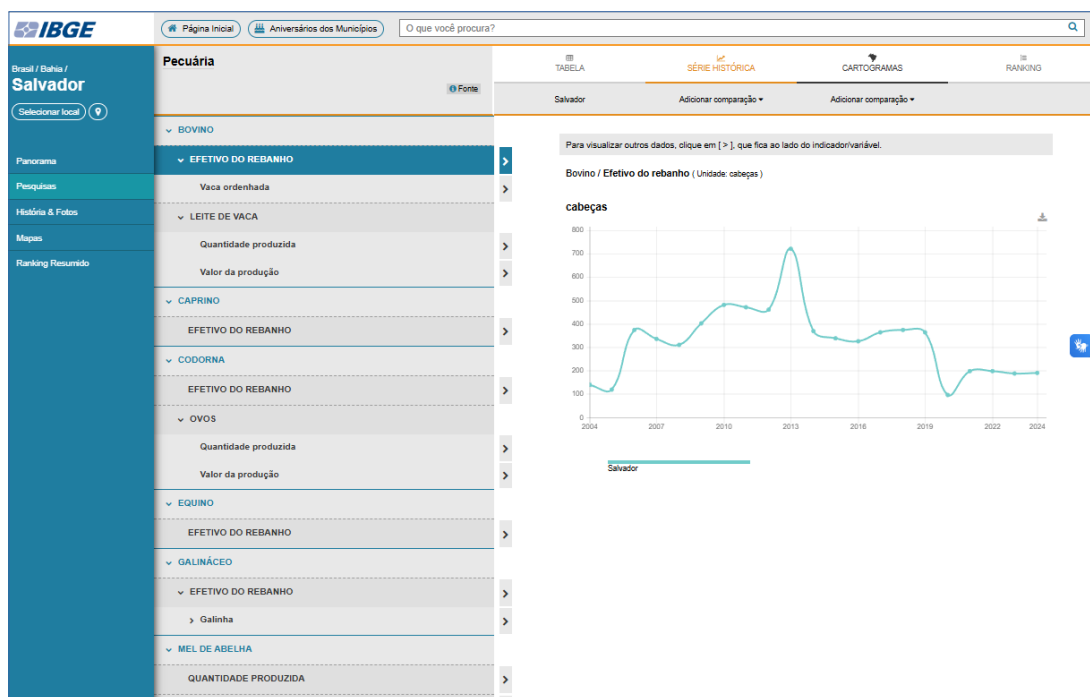 IBGE
Página Inicial
Aniversários dos Municípios
O que você procura?
Brasil / Bahia /
Salvador
Selecionar local
Panorama
Pesquisas
História & Fotos
Mapas
Ranking Resumido
Pecuária
Fonte
BOVINO
EFETIVO DO REBANHO
Vaca ordenhada
LEITE DE VACA
Quantidade produzida
Valor da produção
CAPRINO
EFETIVO DO REBANHO
CODORNA
EFETIVO DO REBANHO
OVOS
Quantidade produzida
Valor da produção
EQUINO
EFETIVO DO REBANHO
GALINÁCEO
EFETIVO DO REBANHO
Galinha
MEL DE ABELHA
QUANTIDADE PRODUZIDA
TABELA
SÉRIE HISTÓRICA
CARTOGRAMAS
RANKING
Salvador
Adicionar comparação
Adicionar comparação
Para visualizar outros dados, clique em [ > ], que fica ao lado do indicador/variável.
Bovino / Efetivo do rebanho ( Unidade: cabeças )
cabeças
800
700
600
500
400
300
200
100
0
2004 2007 2010 2013 2016 2019 2022 2024
Salvador